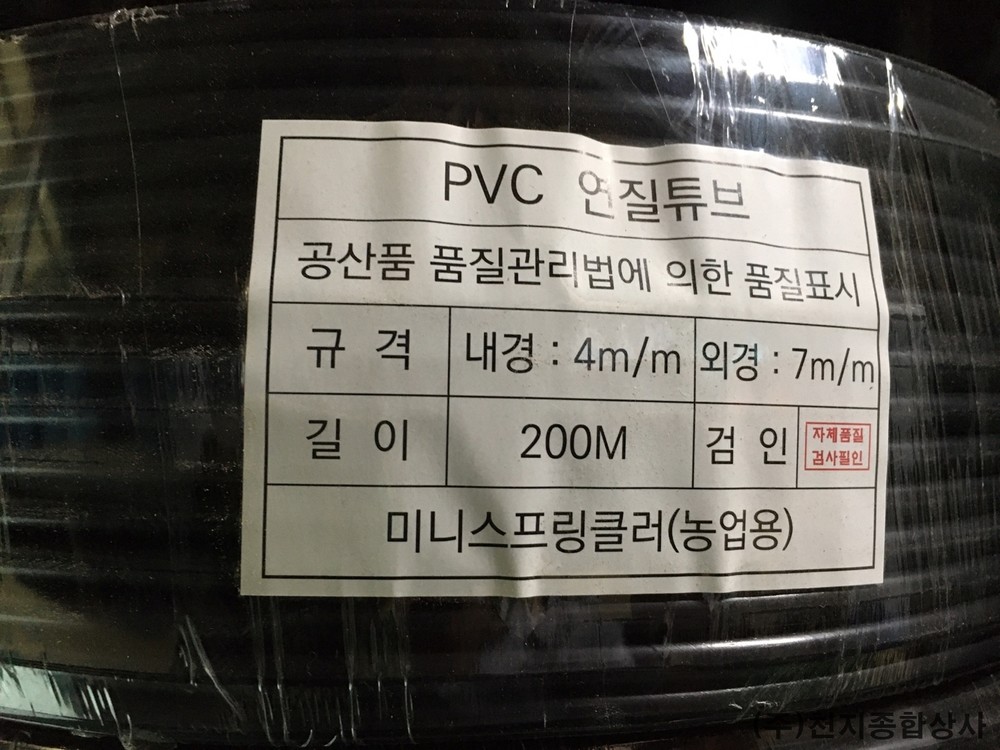 PVC 연질튜브
공산품 품질관리법에 의한 품질표시
규 격 내경 : 4m/m 외경 : 7m/m
길 이 200M 검 인 자체품질
검사필인
미니스프링클러(농업용)
(주)천지종합상사